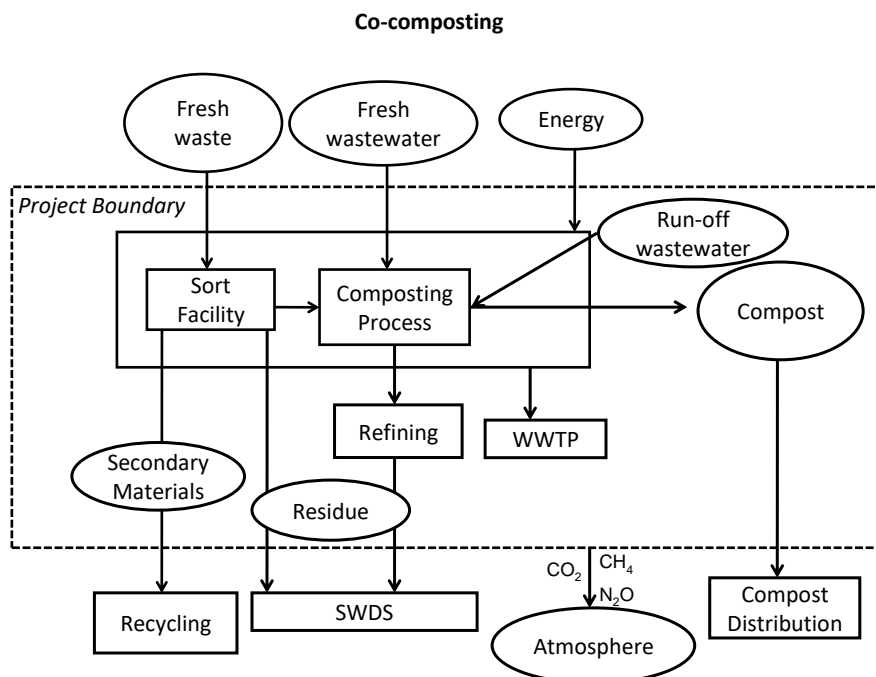 Co-composting
Fresh
waste
Fresh
wastewater
Energy
Project Boundary
Run-off
wastewater
Sort
Facility
Composting
Process
Compost
Refining
WWTP
Secondary
Materials
Residue
CO₂
CH₄
N₂O
Recycling
SWDS
Atmosphere
Compost
Distribution